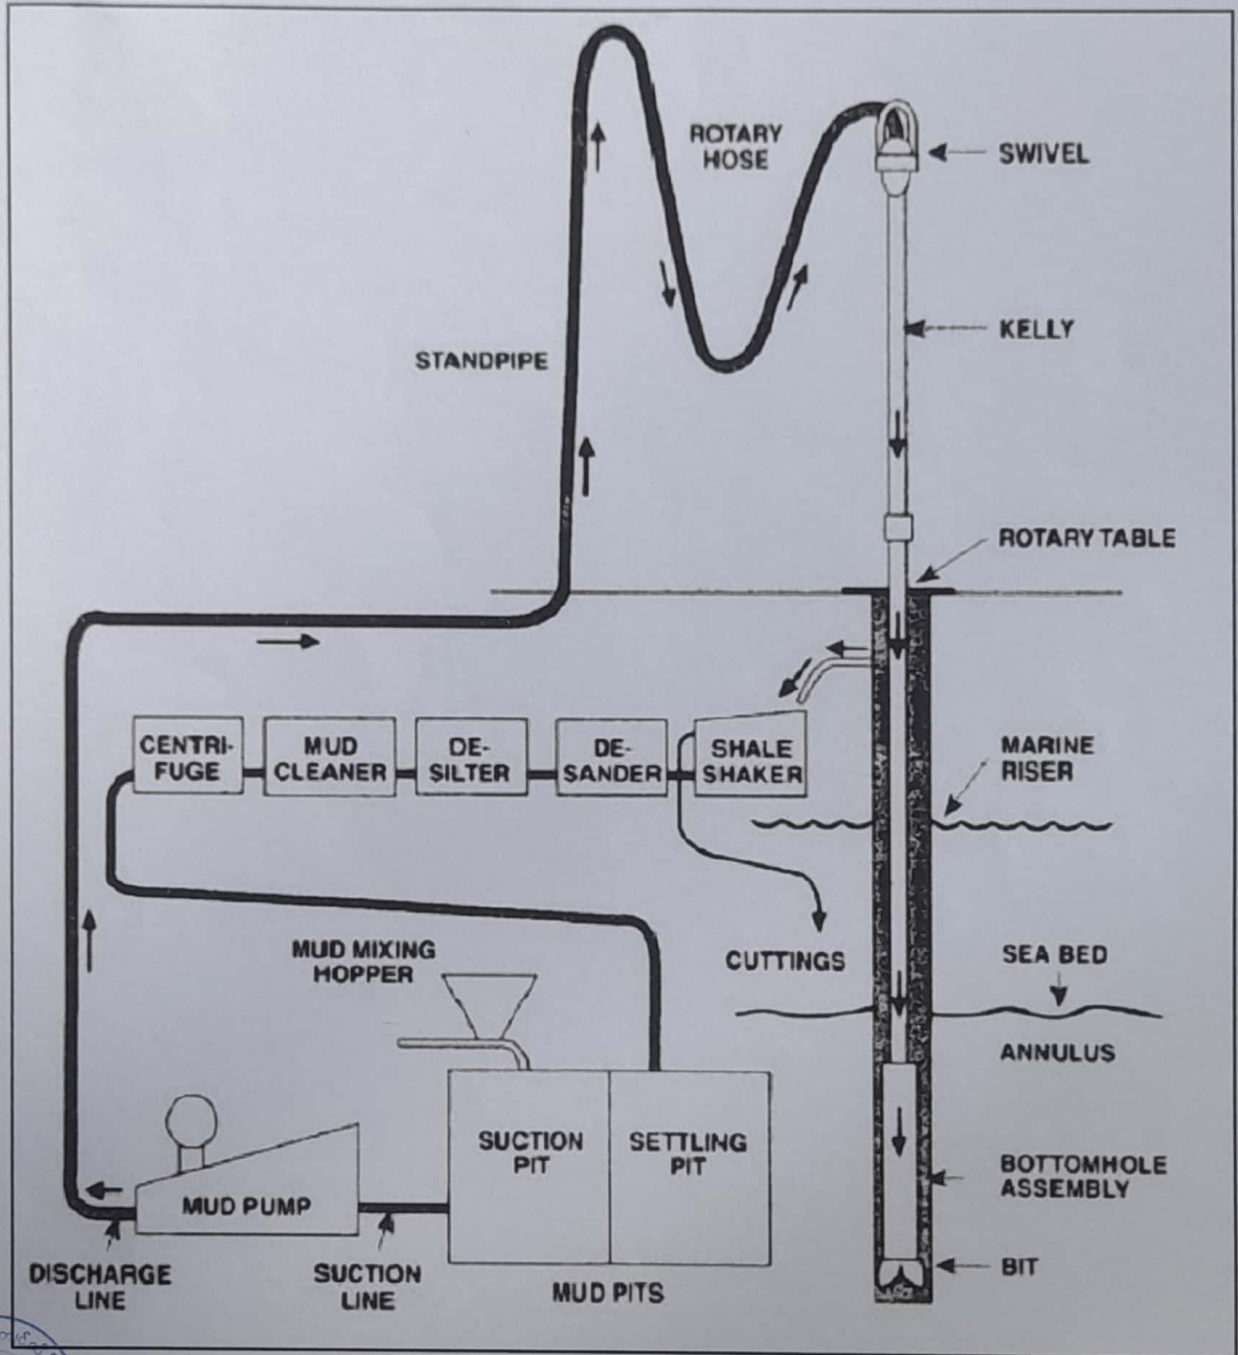 ROTARY
HOSE
SWIVEL
KELLY
STANDPIPE
ROTARY TABLE
CENTRI-
FUGE
MUD
CLEANER
DE-
SILTER
DE-
SANDER
SHALE
SHAKER
MARINE
RISER
MUD MIXING
HOPPER
CUTTINGS
SEA BED
ANNULUS
SUCTION
PIT
SETTLING
PIT
BOTTOMHOLE
ASSEMBLY
MUD PUMP
BIT
DISCHARGE
LINE
SUCTION
LINE
MUD PITS